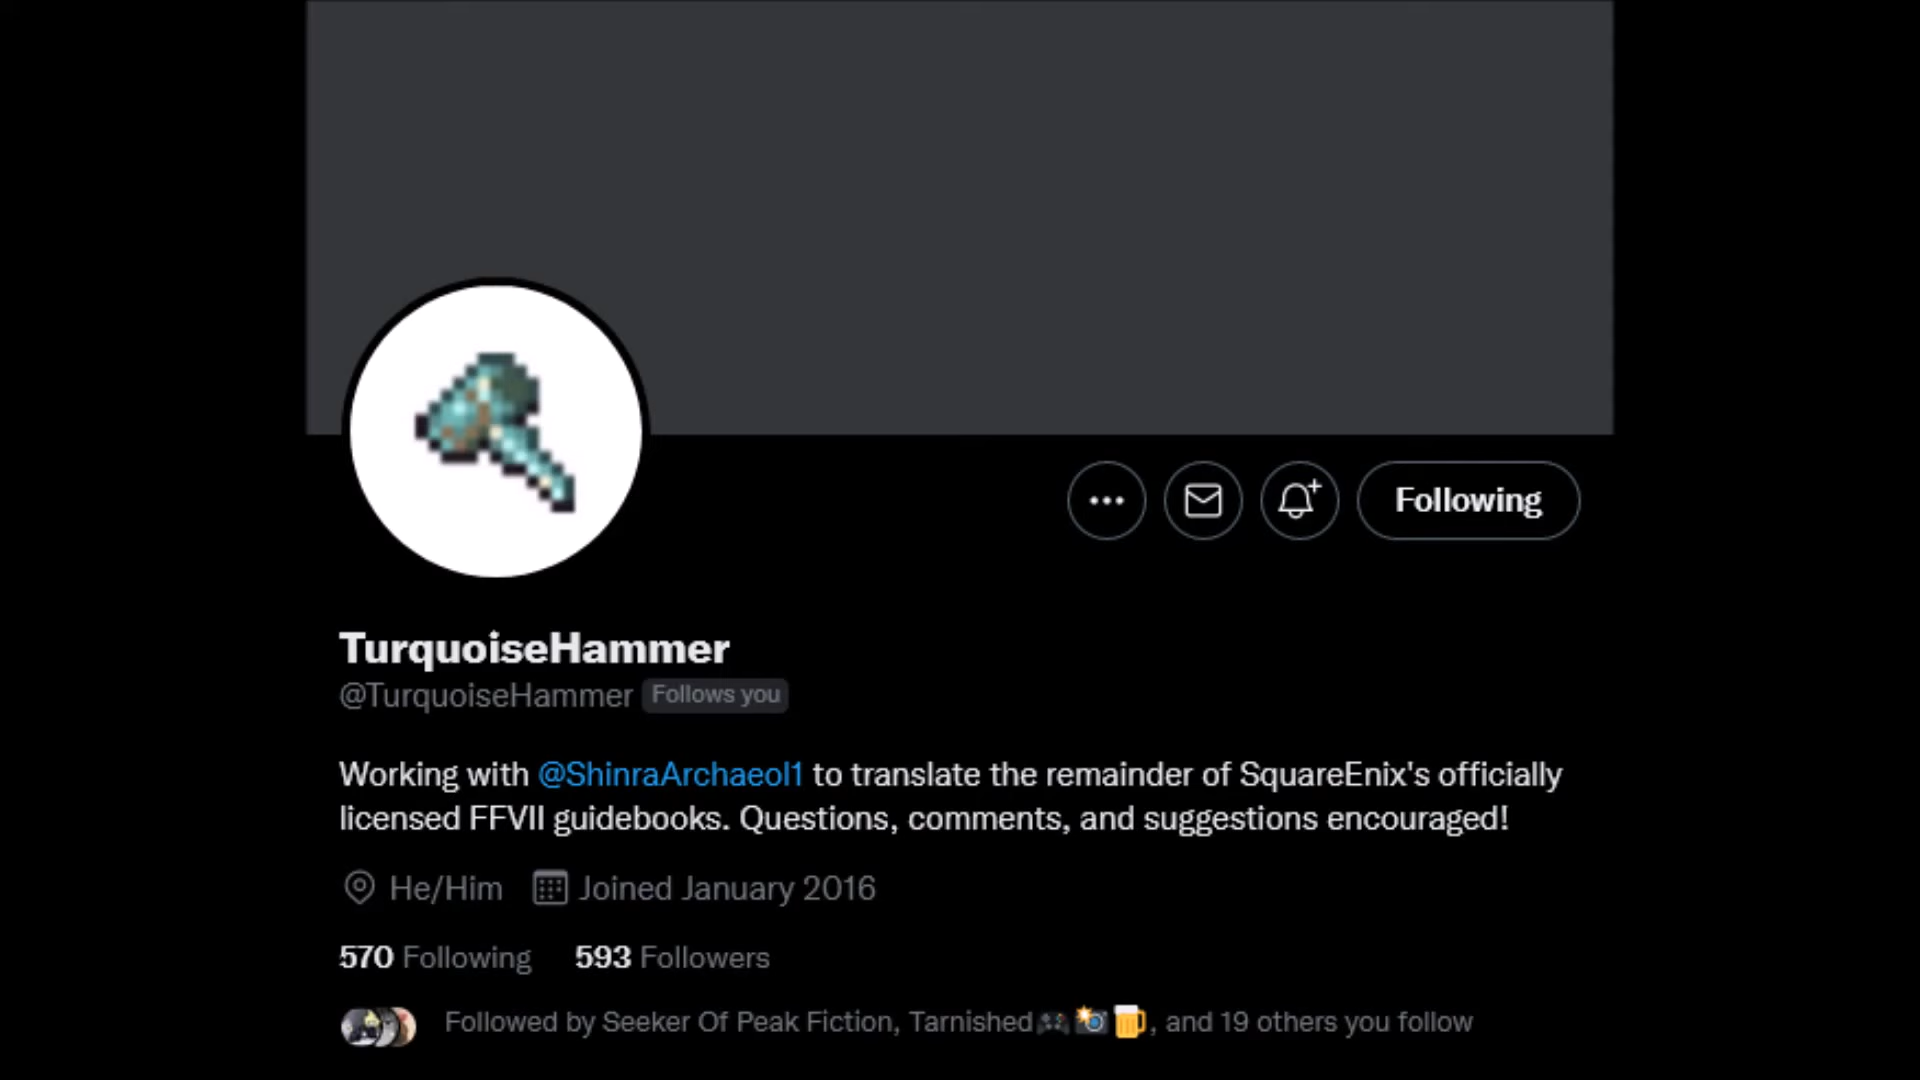 Following
TurquoiseHammer
@TurquoiseHammer Follows you
Working with @ShinraArchaeol1 to translate the remainder of SquareEnix's officially
licensed FFVII guidebooks. Questions, comments, and suggestions encouraged!
He/Him Joined January 2016
570 Following 593 Followers
Followed by Seeker Of Peak Fiction, Tarnished🎮📸🍺, and 19 others you follow